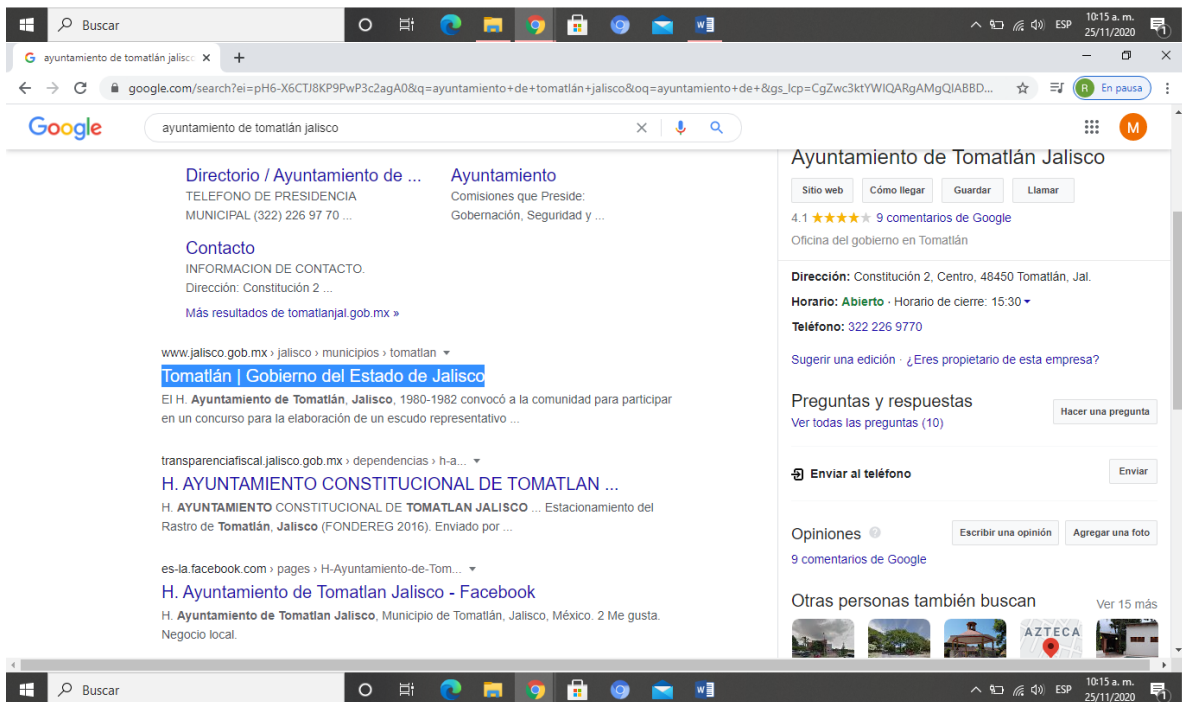 Buscar
ESP
10:15 a. m.
25/11/2020
ayuntamiento de tomatlán jalisc
google.com/search?ei=pH6-X6CTJ8KP9PwP3c2agA0&q=ayuntamiento+de+tomatlán+jalisco&oq=ayuntamiento+de+&gs_lcp=CgZwc3ktYWIQARgAMgQIABBD...
R
En pausa
Google
ayuntamiento de tomatlán jalisco
M
Directorio / Ayuntamiento de ...
TELEFONO DE PRESIDENCIA
MUNICIPAL (322) 226 97 70 ...
Ayuntamiento
Comisiones que Preside:
Gobernación, Seguridad y ...
Contacto
INFORMACION DE CONTACTO.
Dirección: Constitución 2 ...
Más resultados de tomatlanjal.gob.mx »
www.jalisco.gob.mx › jalisco › municipios › tomatlan
Tomatlán | Gobierno del Estado de Jalisco
El H. Ayuntamiento de Tomatlán, Jalisco, 1980-1982 convocó a la comunidad para participar
en un concurso para la elaboración de un escudo representativo ...
transparenciafiscal.jalisco.gob.mx › dependencias › h-a...
H. AYUNTAMIENTO CONSTITUCIONAL DE TOMATLAN ...
H. AYUNTAMIENTO CONSTITUCIONAL DE TOMATLAN JALISCO ... Estacionamiento del
Rastro de Tomatlán, Jalisco (FONDEREG 2016). Enviado por ...
es-la.facebook.com › pages › H-Ayuntamiento-de-Tom...
H. Ayuntamiento de Tomatlan Jalisco - Facebook
H. Ayuntamiento de Tomatlan Jalisco, Municipio de Tomatlán, Jalisco, México. 2 Me gusta.
Negocio local.
Ayuntamiento de Tomatlán Jalisco
Sitio web
Cómo llegar
Guardar
Llamar
4.1 ★★★★★ 9 comentarios de Google
Oficina del gobierno en Tomatlán
Dirección: Constitución 2, Centro, 48450 Tomatlán, Jal.
Horario: Abierto · Horario de cierre: 15:30
Teléfono: 322 226 9770
Sugerir una edición · ¿Eres propietario de esta empresa?
Preguntas y respuestas
Ver todas las preguntas (10)
Hacer una pregunta
Enviar al teléfono
Enviar
Opiniones
Escribir una opinión
Agregar una foto
9 comentarios de Google
Otras personas también buscan
Ver 15 más
AZTECA
Buscar
ESP
10:15 a. m.
25/11/2020